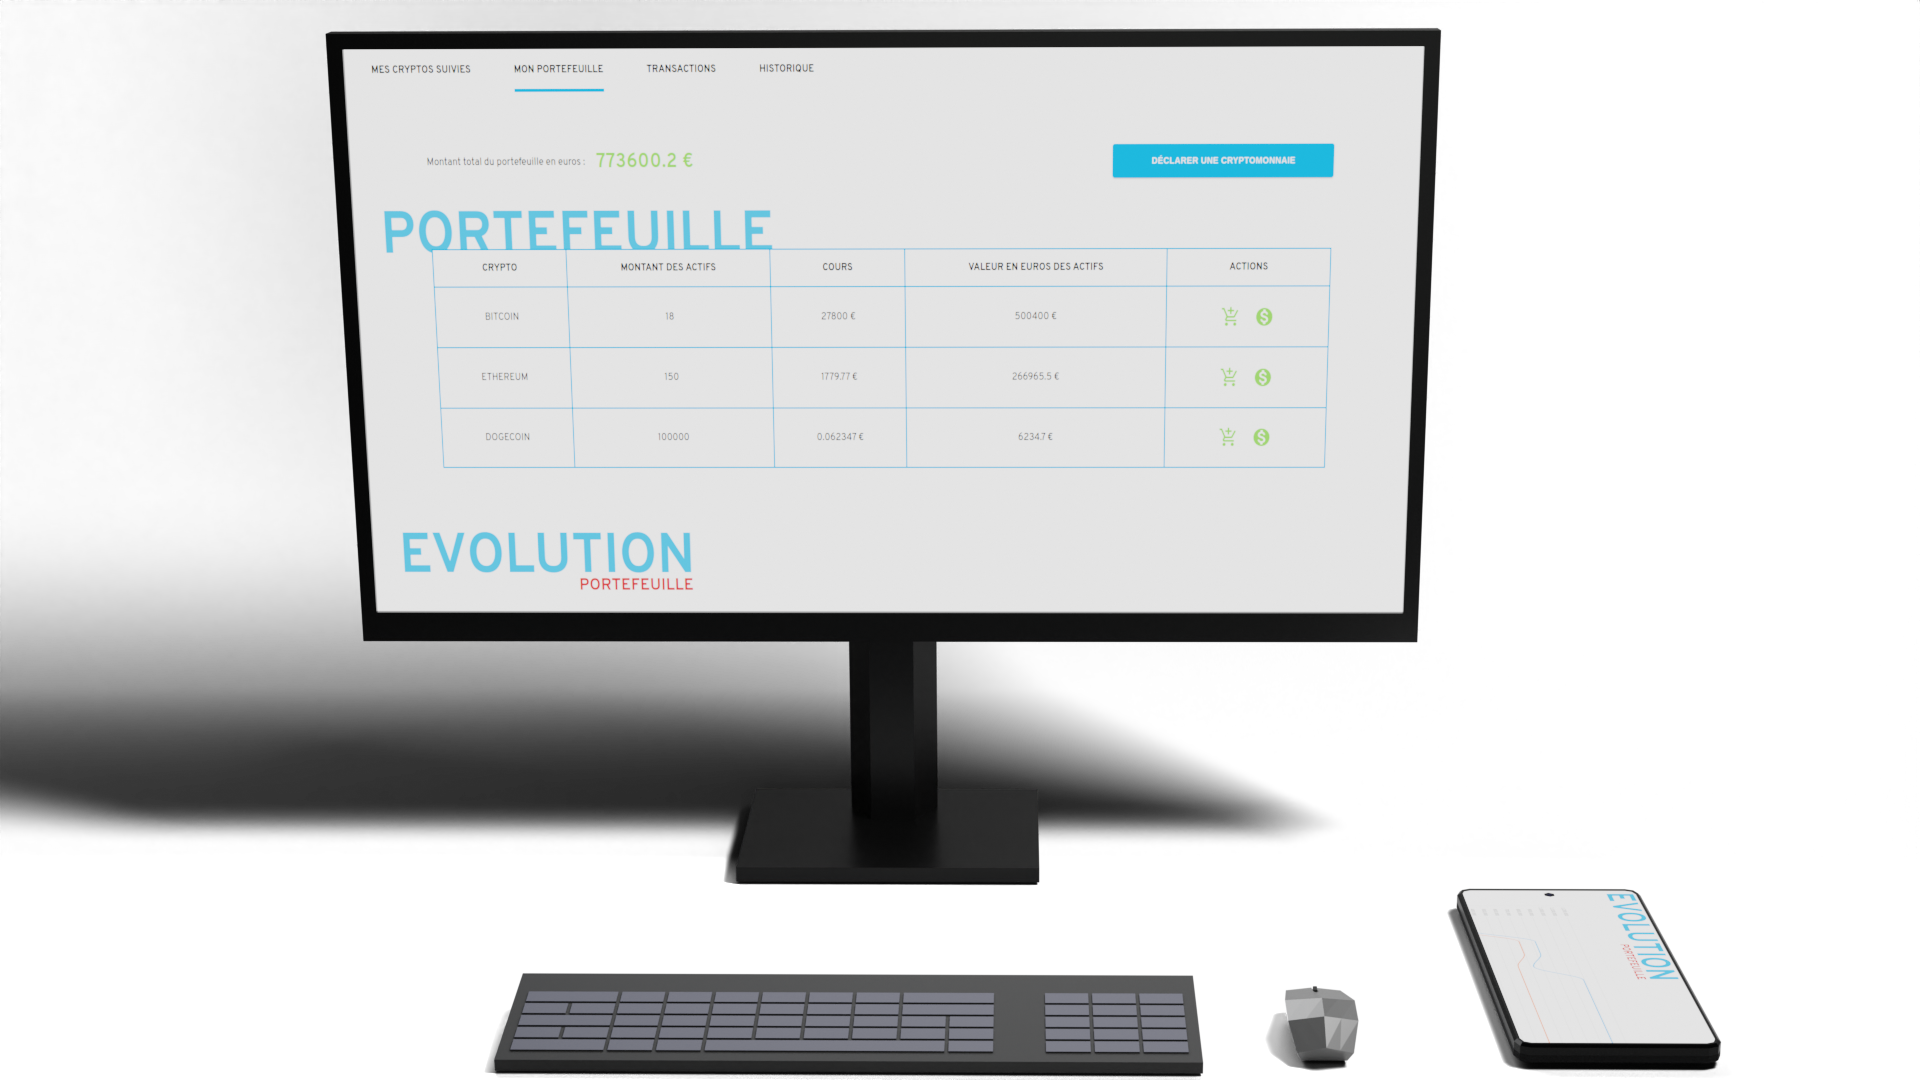 MES CRYPTOS SUIVIES MON PORTEFEUILLE TRANSACTIONS HISTORIQUE
Montant total du portefeuille en euros : 773600.2 €
DÉCLARER UNE CRYPTOMONNAIE
PORTEFEUILLE
CRYPTO MONTANT DES ACTIFS COURS VALEUR EN EUROS DES ACTIFS ACTIONS
BITCOIN 18 27800 € 500400 €
ETHEREUM 150 1779.77 € 266965.5 €
DOGECOIN 100000 0.062347 € 6234.7 €
EVOLUTION
PORTEFEUILLE
EVOLUTION
PORTEFEUILLE